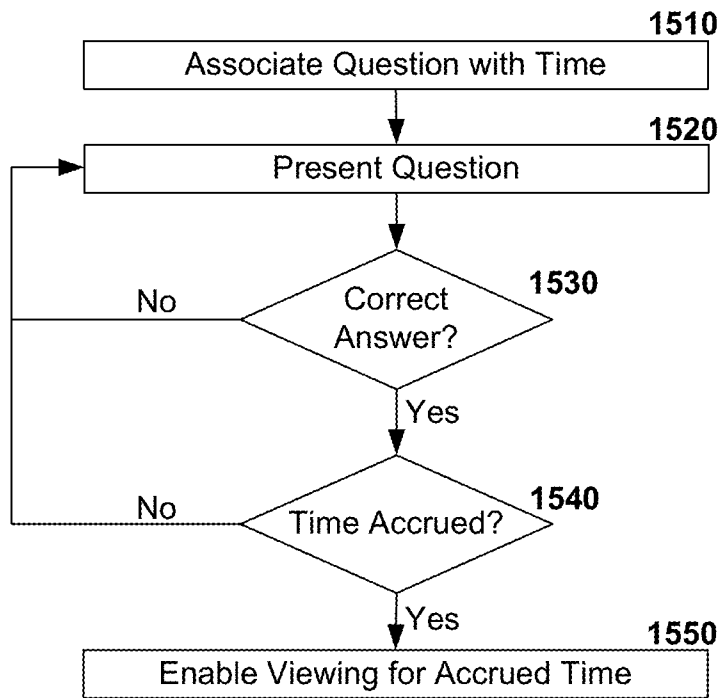 1510
Associate Question with Time
1520
Present Question
1530
No
Correct
Answer?
Yes
1540
No
Time Accrued?
Yes
1550
Enable Viewing for Accrued Time